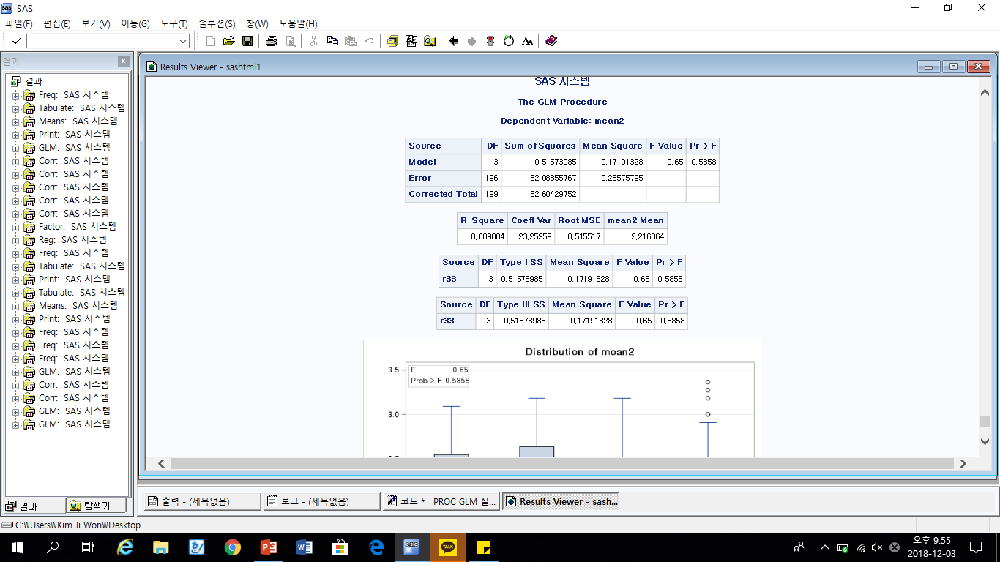 SAS
파일(F) 편집(E) 보기(V) 이동(G) 도구(T) 솔루션(S) 창(W) 도움말(H)
결과
결과
Freq: SAS 시스템
Tabulate: SAS 시스템
Means: SAS 시스템
Print: SAS 시스템
GLM: SAS 시스템
Corr: SAS 시스템
Corr: SAS 시스템
Corr: SAS 시스템
Corr: SAS 시스템
Corr: SAS 시스템
Factor: SAS 시스템
Reg: SAS 시스템
Freq: SAS 시스템
Tabulate: SAS 시스템
Print: SAS 시스템
Tabulate: SAS 시스템
Means: SAS 시스템
Print: SAS 시스템
Freq: SAS 시스템
Freq: SAS 시스템
Freq: SAS 시스템
GLM: SAS 시스템
Corr: SAS 시스템
Corr: SAS 시스템
GLM: SAS 시스템
GLM: SAS 시스템
결과 탐색기
Results Viewer - sashtml1
SAS 시스템
The GLM Procedure
Dependent Variable: mean2
Source DF Sum of Squares Mean Square F Value Pr > F
Model 3 0,51573985 0,17191328 0,65 0,5858
Error 196 52,08855767 0,26575795
Corrected Total 199 52,60429752
R-Square Coeff Var Root MSE mean2 Mean
0,009804 23,25959 0,515517 2,216364
Source DF Type I SS Mean Square F Value Pr > F
r33 3 0,51573985 0,17191328 0,65 0,5858
Source DF Type III SS Mean Square F Value Pr > F
r33 3 0,51573985 0,17191328 0,65 0,5858
Distribution of mean2
3.5
F 0.65
Prob > F 0.5858
3.0
출력 - (제목없음) 로그 - (제목없음) 코드 * PROC GLM 실... Results Viewer - sash...
C:₩Users₩Kim Ji Won₩Desktop
sas
TALK
오후 9:55
2018-12-03